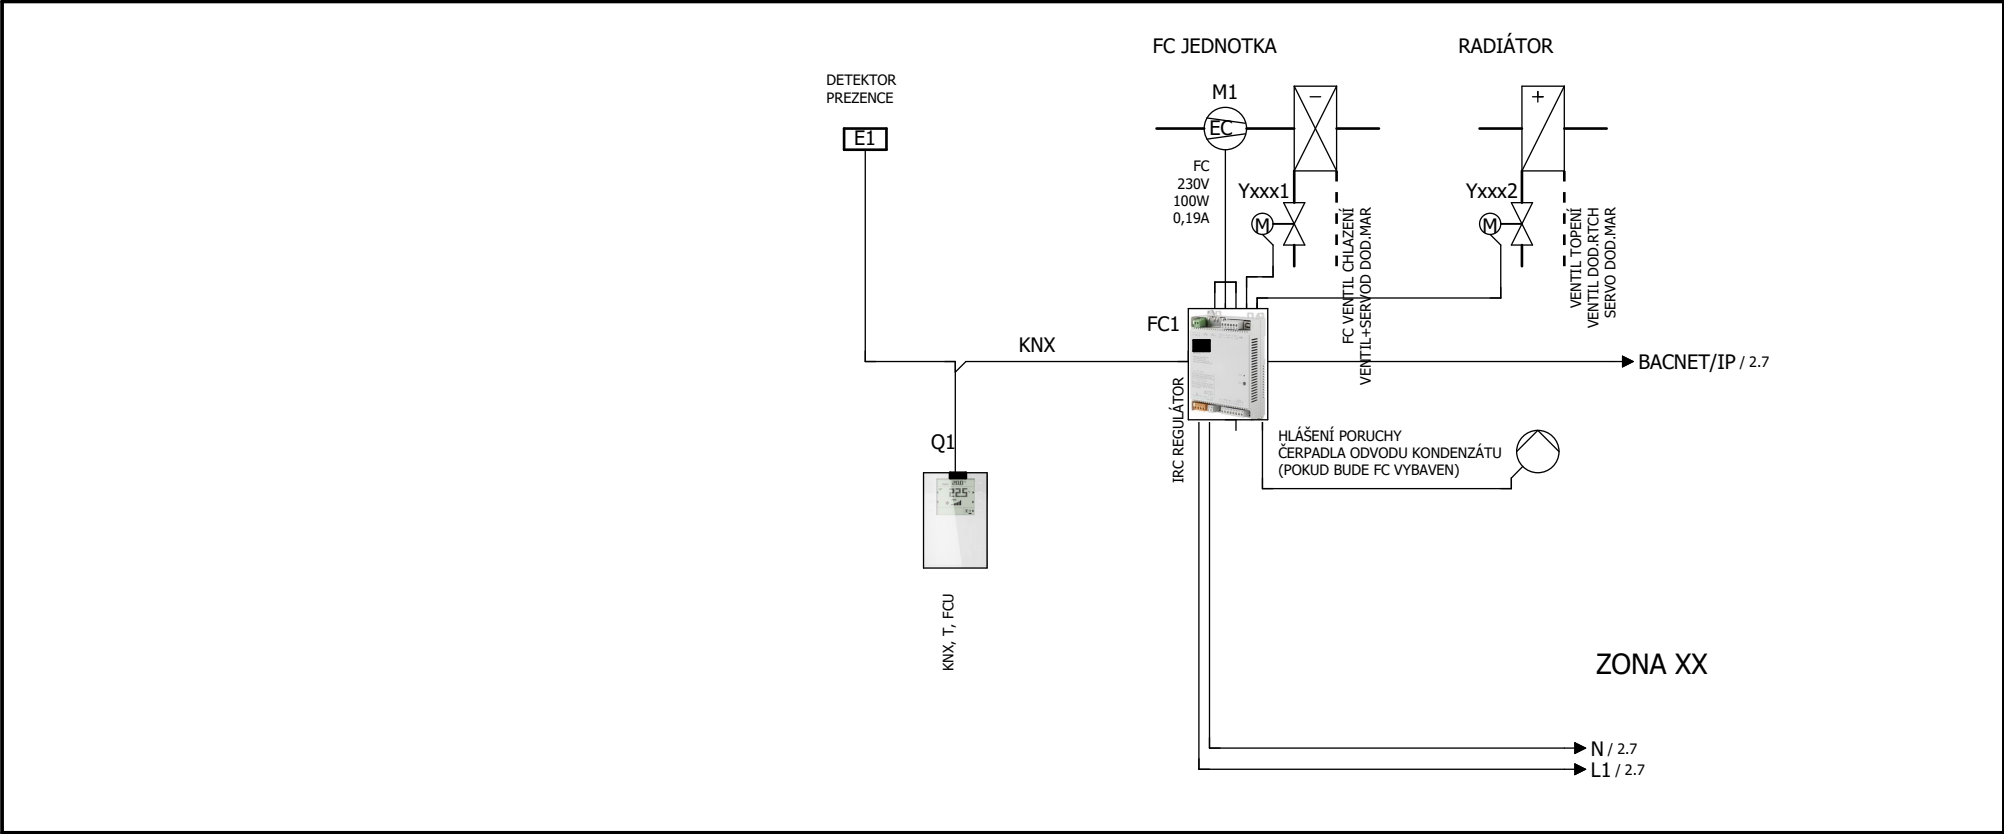 FC JEDNOTKA
RADIÁTOR
DETEKTOR
PREZENCE
E1
M1
EC
−
+
FC
230V
100W
0,19A
Yxxx1
M
FC VENTIL CHLAZENÍ
VENTIL+SERVOD DOD.MAR
Yxxx2
M
VENTIL TOPENÍ
VENTIL DOD.RTCH
SERVO DOD.MAR
FC1
KNX
BACNET/IP / 2.7
IRC REGULÁTOR
HLÁŠENÍ PORUCHY
ČERPADLA ODVODU KONDENZÁTU
(POKUD BUDE FC VYBAVEN)
Q1
22.5
KNX, T, FCU
ZONA XX
N / 2.7
L1 / 2.7